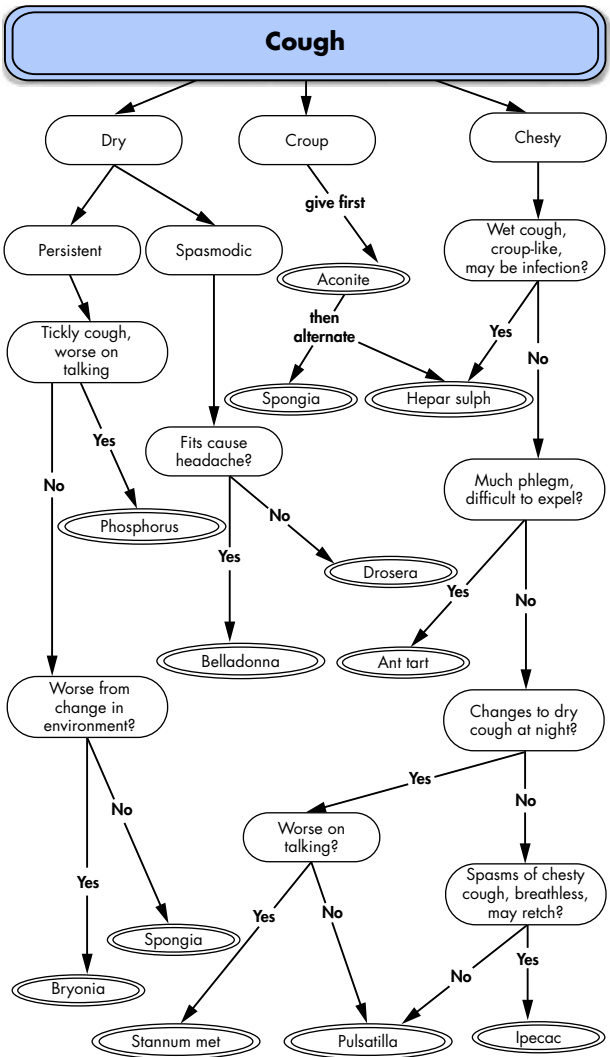 Cough
Dry
Croup
Chesty
give first
Persistent
Spasmodic
Wet cough,
croup-like,
may be infection?
Aconite
then
alternate
Tickly cough,
worse on
talking
Yes
No
Spongia
Hepar sulph
Yes
Fits cause
headache?
No
Much phlegm,
difficult to expel?
Phosphorus
No
Yes
Drosera
Yes
No
Belladonna
Ant tart
Worse from
change in
environment?
Changes to dry
cough at night?
Yes
No
No
Worse on
talking?
Yes
Spasms of chesty
cough, breathless,
may retch?
Yes
No
Spongia
No
Yes
Bryonia
Stannum met
Pulsatilla
Ipecac